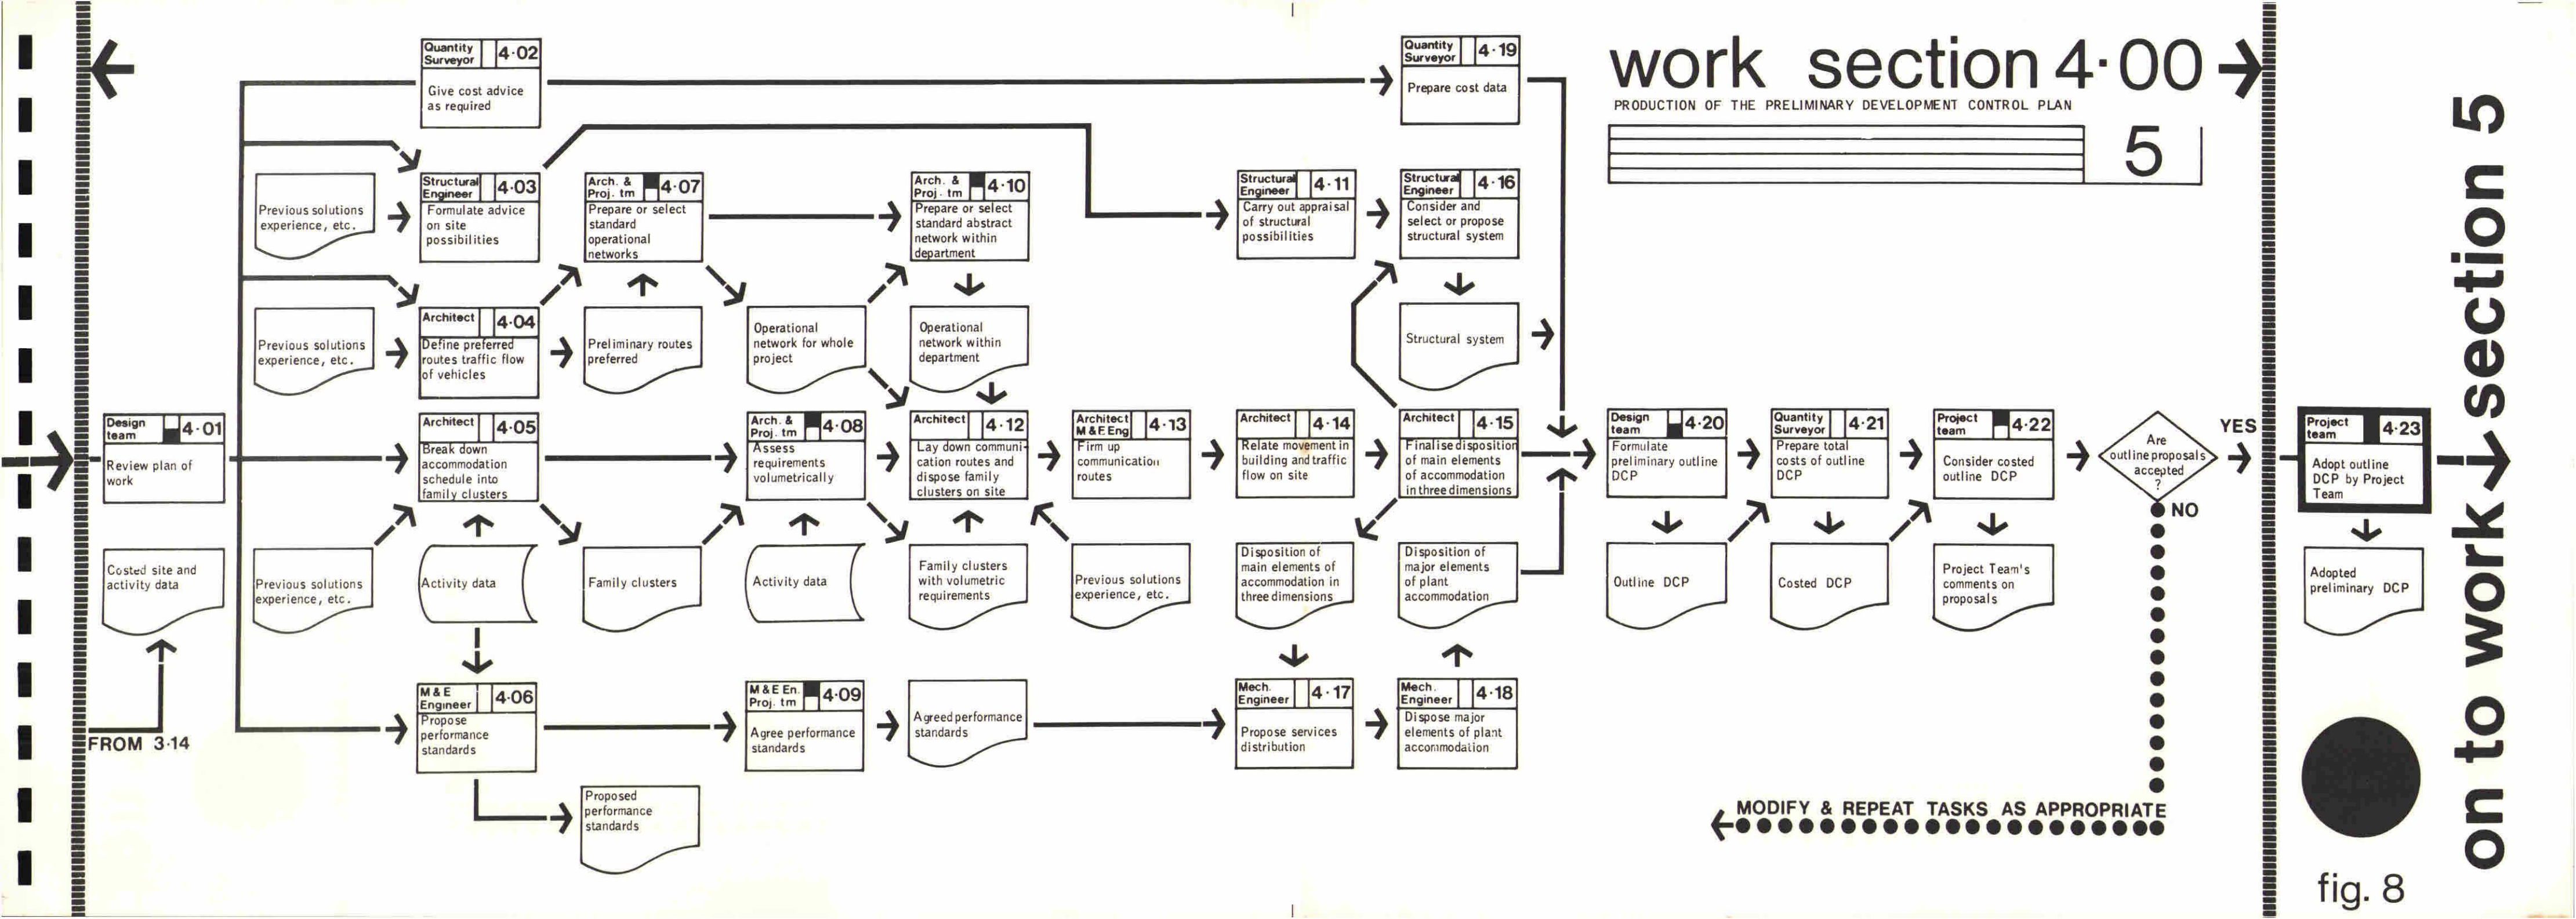 Quantity
Surveyor
4·02
Give cost advice
as required
Quantity
Surveyor
4·19
Prepare cost data
work section 4·00
PRODUCTION OF THE PRELIMINARY DEVELOPMENT CONTROL PLAN
5
Previous solutions
experience, etc.
Structural
Engineer
4·03
Formulate advice
on site
possibilities
Arch. &
Proj. tm
4·07
Prepare or select
standard
operational
networks
Arch. &
Proj. tm
4·10
Prepare or select
standard abstract
network within
department
Structural
Engineer
4·11
Carry out appraisal
of structural
possibilities
Structural
Engineer
4·16
Consider and
select or propose
structural system
Previous solutions
experience, etc.
Architect
4·04
Define preferred
routes traffic flow
of vehicles
Preliminary routes
preferred
Operational
network for whole
project
Operational
network within
department
Structural system
Design
team
4·01
Review plan of
work
Architect
4·05
Break down
accommodation
schedule into
family clusters
Arch. &
Proj. tm
4·08
Assess
requirements
volumetrically
Architect
4·12
Lay down communi-
cation routes and
dispose family
clusters on site
Architect
M & E Eng
4·13
Firm up
communication
routes
Architect
4·14
Relate movement in
building and traffic
flow on site
Architect
4·15
Finalise disposition
of main elements
of accommodation
in three dimensions
Design
team
4·20
Formulate
preliminary outline
DCP
Quantity
Surveyor
4·21
Prepare total
costs of outline
DCP
Project
team
4·22
Consider costed
outline DCP
Are
outline proposals
accepted
?
YES
NO
Project
team
4·23
Adopt outline
DCP by Project
Team
Costed site and
activity data
Previous solutions
experience, etc.
Activity data
Family clusters
Activity data
Family clusters
with volumetric
requirements
Previous solutions
experience, etc.
Disposition of
main elements of
accommodation in
three dimensions
Disposition of
major elements
of plant
accommodation
Outline DCP
Costed DCP
Project Team's
comments on
proposals
Adopted
preliminary DCP
FROM 3·14
M & E
Engineer
4·06
Propose
performance
standards
M & E En.
Proj. tm
4·09
Agree performance
standards
Agreed performance
standards
Mech.
Engineer
4·17
Propose services
distribution
Mech.
Engineer
4·18
Dispose major
elements of plant
accommodation
Proposed
performance
standards
MODIFY & REPEAT TASKS AS APPROPRIATE
on to work section 5
fig. 8